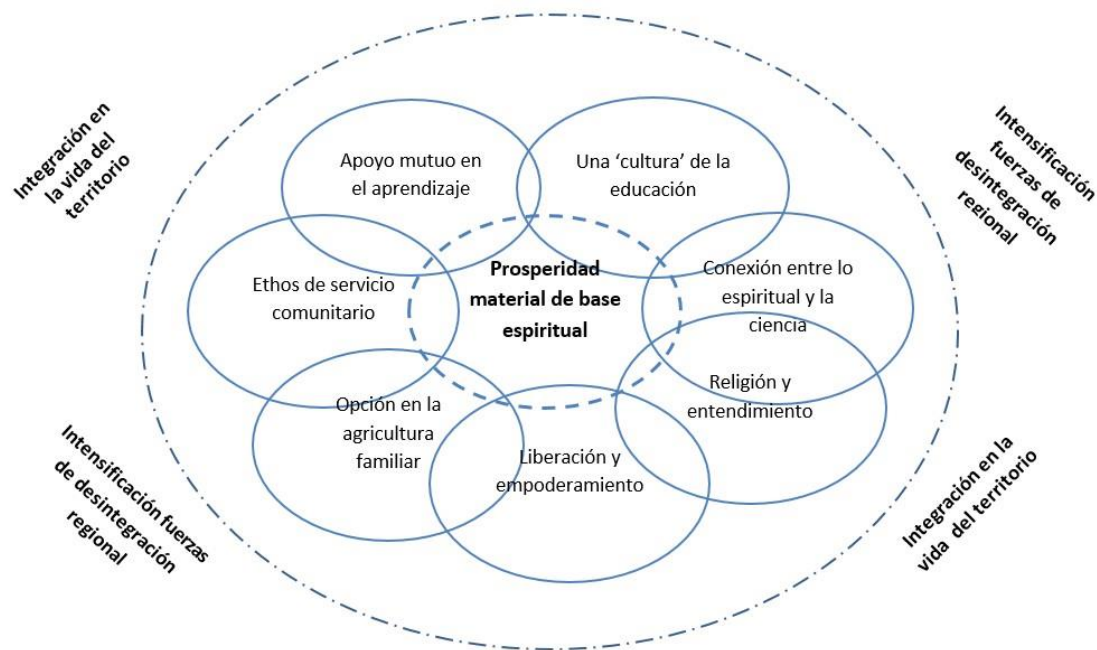 Integración en
la vida del
territorio
Intensificación
fuerzas de
desintegración
regional
Apoyo mutuo en
el aprendizaje
Una ‘cultura’ de la
educación
Ethos de servicio
comunitario
Prosperidad
material de base
espiritual
Conexión entre lo
espiritual y la
ciencia
Opción en la
agricultura
familiar
Liberación y
empoderamiento
Religión y
entendimiento
Intensificación fuerzas
de desintegración
regional
Integración en la
vida del territorio